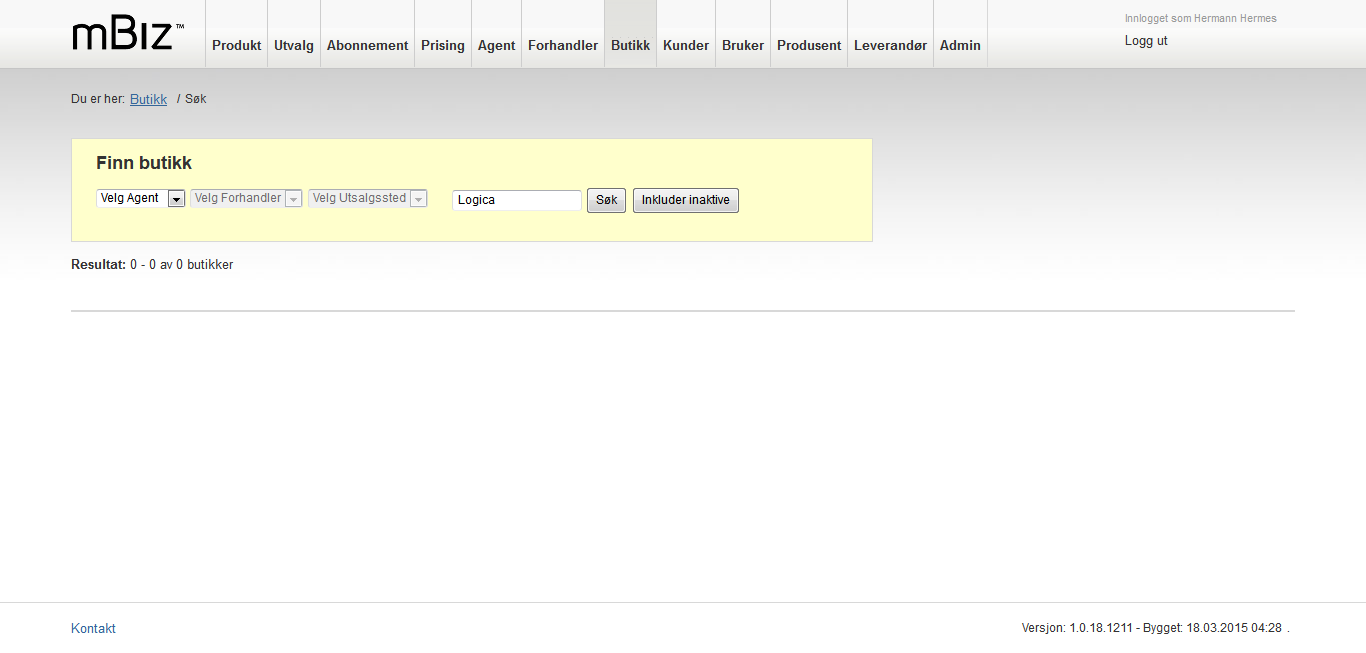 mBIZ™
Produkt Utvalg Abonnement Prising Agent Forhandler Butikk Kunder Bruker Produsent Leverandør Admin
Innlogget som Hermann Hermes
Logg ut
Du er her: Butikk / Søk
Finn butikk
Velg Agent Velg Forhandler Velg Utsalgssted Logica Søk Inkluder inaktive
Resultat: 0 - 0 av 0 butikker
Kontakt
Versjon: 1.0.18.1211 - Bygget: 18.03.2015 04:28 .